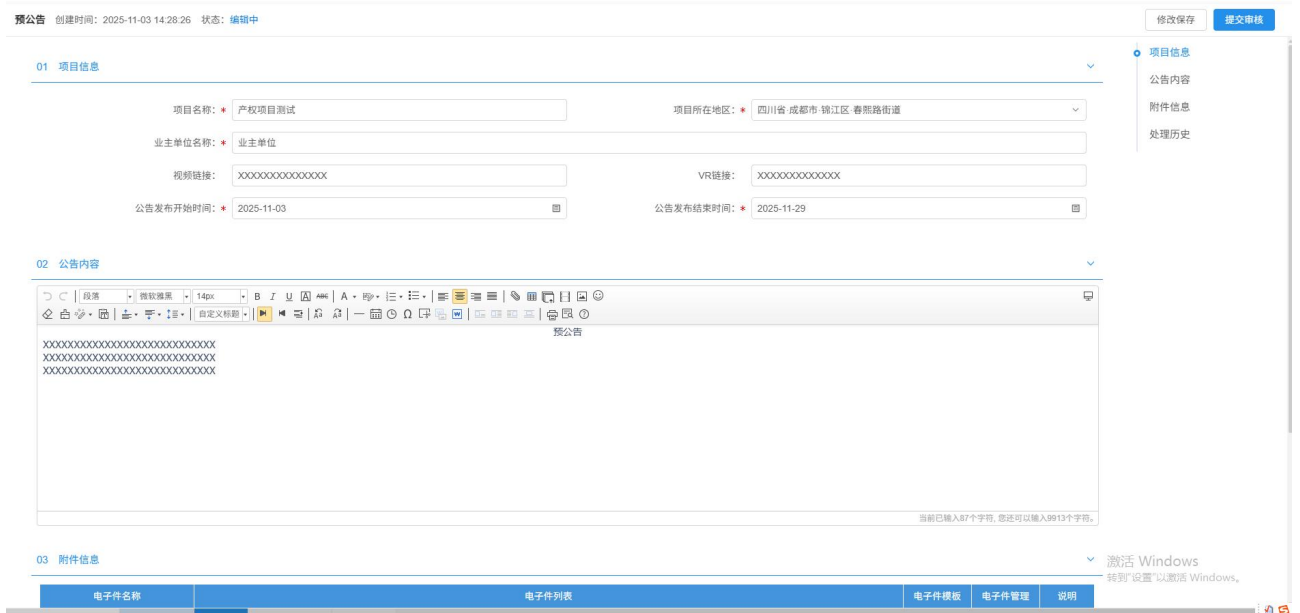 预公告 创建时间：2025-11-03 14:28:26 状态：编辑中 修改保存 提交审核
项目信息
公告内容
附件信息
处理历史
01 项目信息
项目名称：* 产权项目测试 项目所在地区：* 四川省·成都市·锦江区·春熙路街道
业主单位名称：* 业主单位
视频链接： XXXXXXXXXXXXXX VR链接： XXXXXXXXXXXXX
公告发布开始时间：* 2025-11-03 公告发布结束时间：* 2025-11-29
02 公告内容
段落 微软雅黑 14px B I U A ABC A
自定义标题
预公告
XXXXXXXXXXXXXXXXXXXXXXXXXXXX
XXXXXXXXXXXXXXXXXXXXXXXXXXXX
XXXXXXXXXXXXXXXXXXXXXXXXXXXX
当前已输入87个字符, 您还可以输入9913个字符。
03 附件信息
电子件名称 电子件列表 电子件模板 电子件管理 说明
激活 Windows
转到"设置"以激活 Windows。